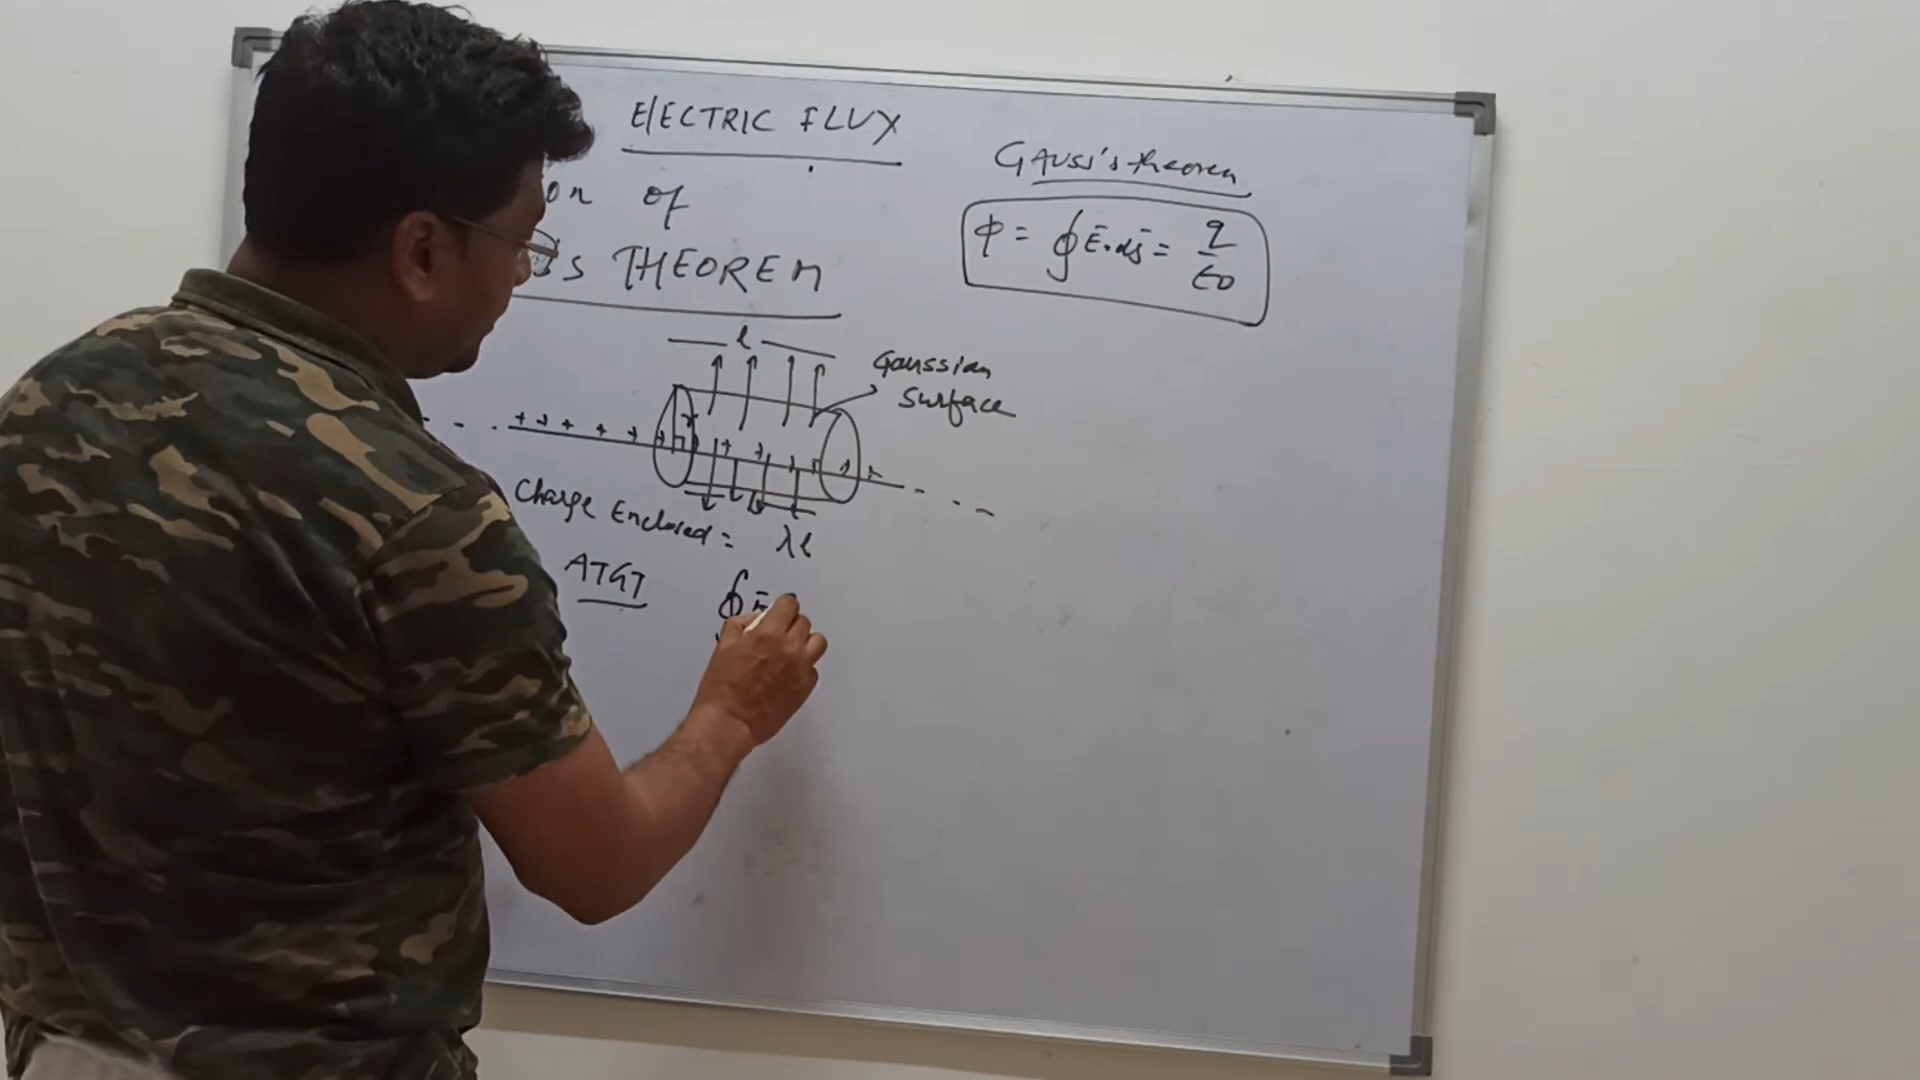 ELECTRIC FLUX
on of
s THEOREM
Gauss's theorem
φ = ∮ E̅.ds̅ = q/ε0
l
Gaussian
Surface
r
+ + + + +
Charge Enclosed = λl
ATGT
∮ E̅